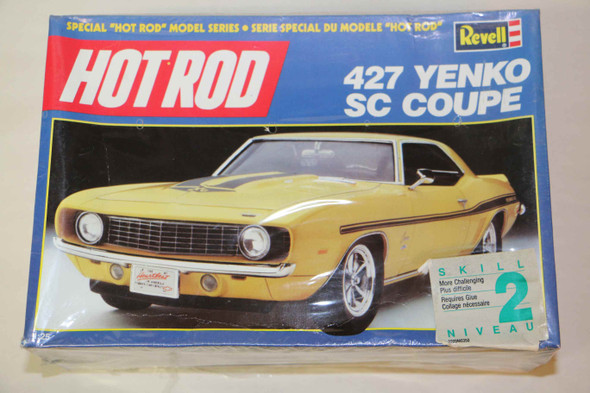 SPECIAL "HOT ROD" MODEL SERIES • SERIE SPECIAL DU MODELE "HOT ROD"
Revell
HOT ROD
427 YENKO
SC COUPE
Heartbeat
SKILL
More Challenging
Plus difficile
Requires Glue
Collage nécessaire
2
NIVEAU